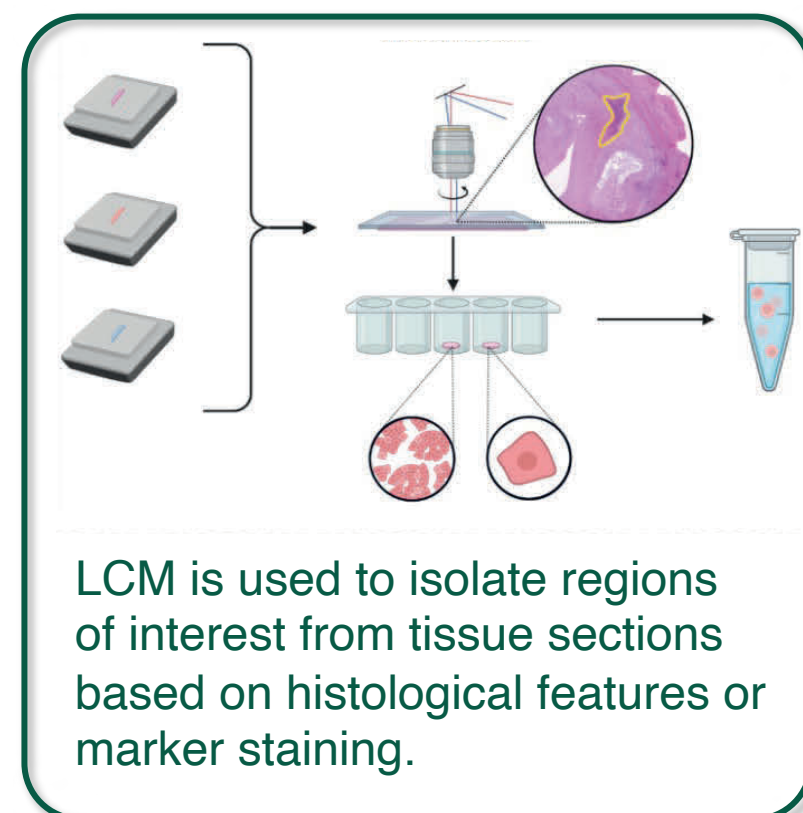 LCM is used to isolate regions
of interest from tissue sections
based on histological features or
marker staining.